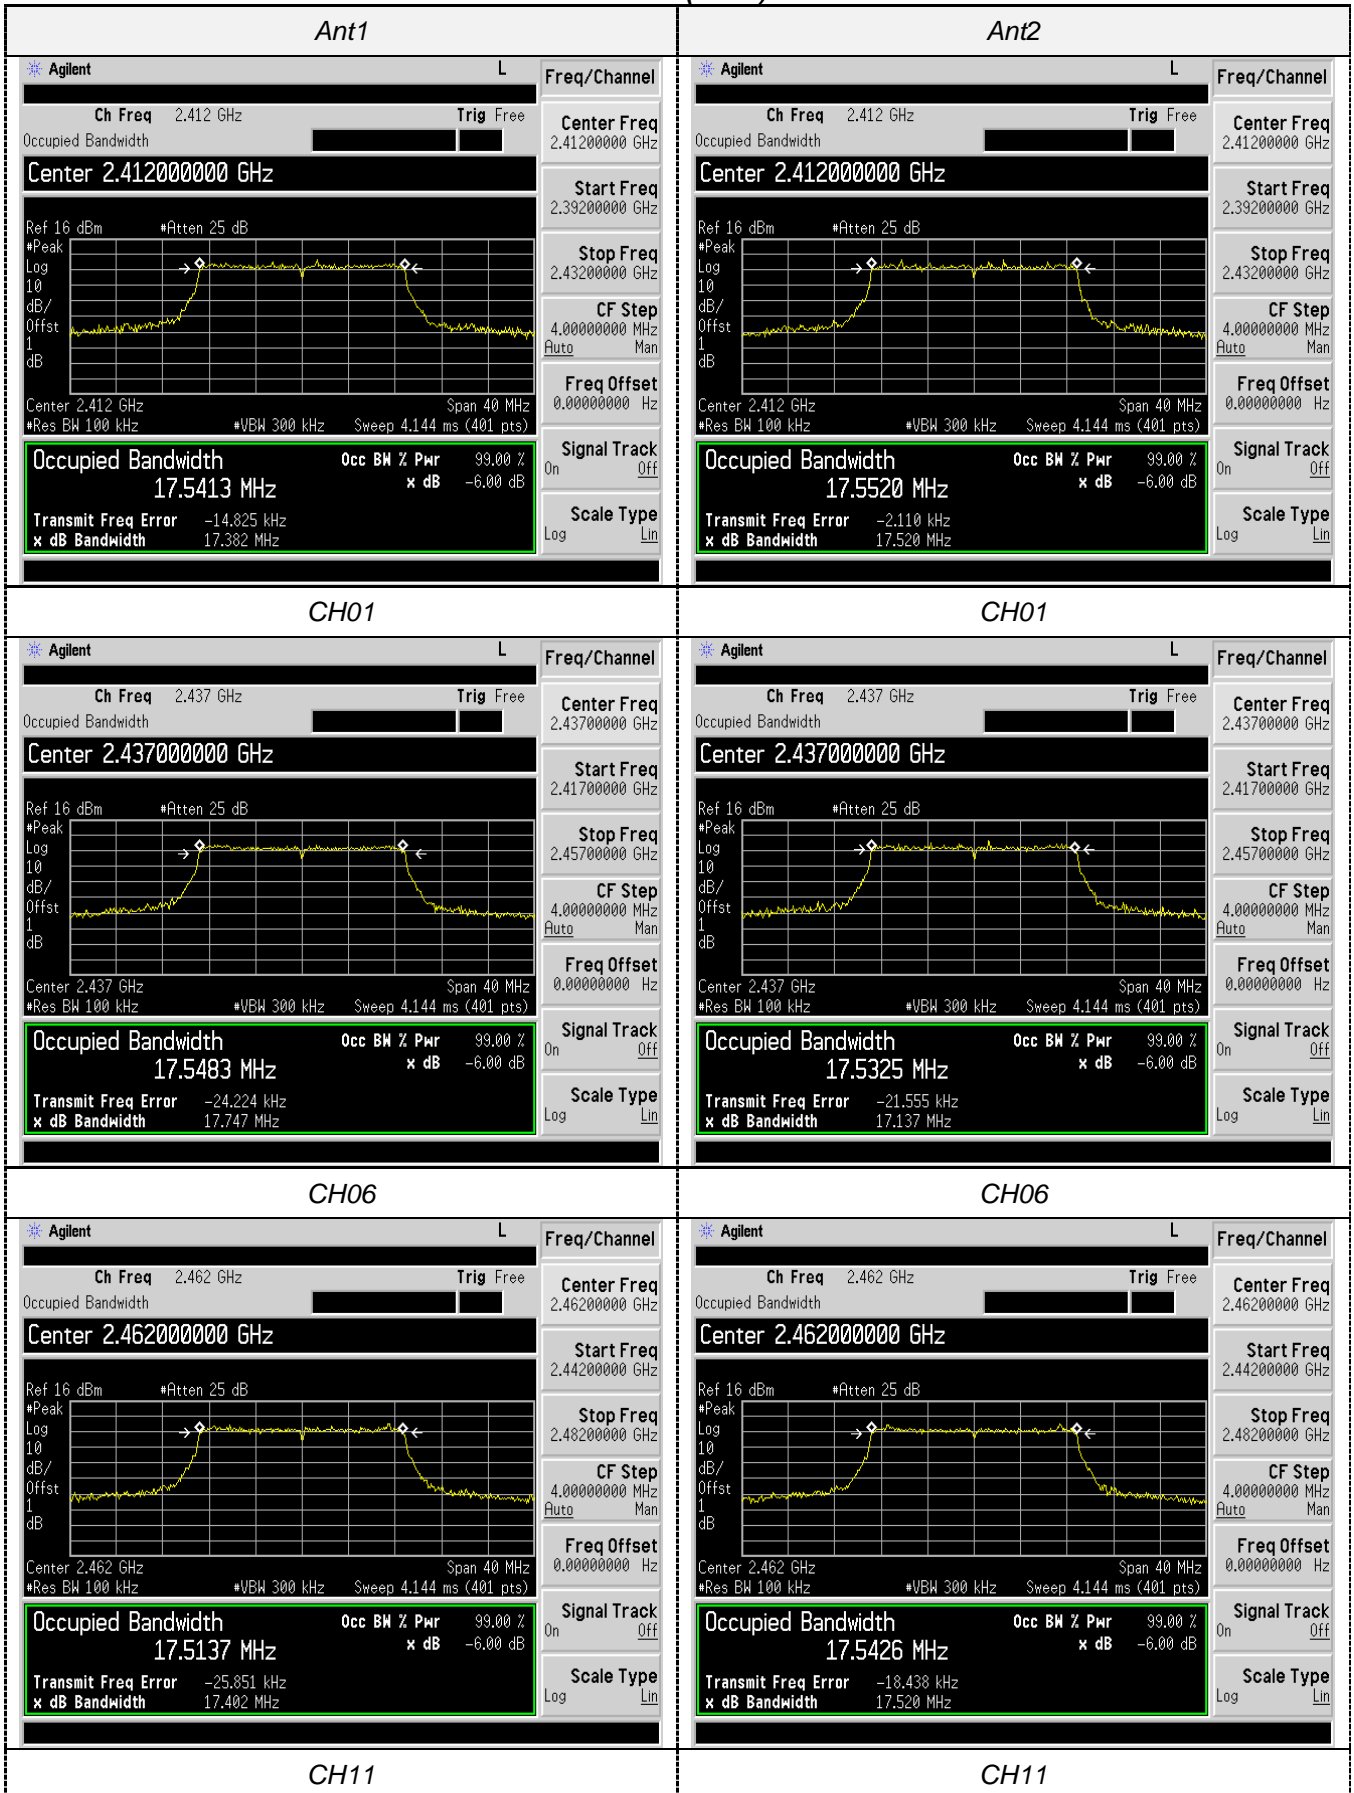 Ant1
Ant2
Agilent L
Freq/Channel
Ch Freq 2.412 GHz Trig Free
Occupied Bandwidth
Center 2.412000000 GHz
Ref 16 dBm #Atten 25 dB
#Peak
Log
10
dB/
Offst
1
dB
Center 2.412 GHz Span 40 MHz
#Res BW 100 kHz #VBW 300 kHz Sweep 4.144 ms (401 pts)
Occupied Bandwidth Occ BW % Pwr 99.00 %
17.5413 MHz x dB -6.00 dB
Transmit Freq Error -14.825 kHz
x dB Bandwidth 17.382 MHz
Center Freq
2.41200000 GHz
Start Freq
2.39200000 GHz
Stop Freq
2.43200000 GHz
CF Step
4.00000000 MHz
Auto Man
Freq Offset
0.00000000 Hz
Signal Track
On Off
Scale Type
Log Lin
Agilent L
Freq/Channel
Ch Freq 2.412 GHz Trig Free
Occupied Bandwidth
Center 2.412000000 GHz
Ref 16 dBm #Atten 25 dB
#Peak
Log
10
dB/
Offst
1
dB
Center 2.412 GHz Span 40 MHz
#Res BW 100 kHz #VBW 300 kHz Sweep 4.144 ms (401 pts)
Occupied Bandwidth Occ BW % Pwr 99.00 %
17.5520 MHz x dB -6.00 dB
Transmit Freq Error -2.110 kHz
x dB Bandwidth 17.520 MHz
Center Freq
2.41200000 GHz
Start Freq
2.39200000 GHz
Stop Freq
2.43200000 GHz
CF Step
4.00000000 MHz
Auto Man
Freq Offset
0.00000000 Hz
Signal Track
On Off
Scale Type
Log Lin
CH01
CH01
Agilent L
Freq/Channel
Ch Freq 2.437 GHz Trig Free
Occupied Bandwidth
Center 2.437000000 GHz
Ref 16 dBm #Atten 25 dB
#Peak
Log
10
dB/
Offst
1
dB
Center 2.437 GHz Span 40 MHz
#Res BW 100 kHz #VBW 300 kHz Sweep 4.144 ms (401 pts)
Occupied Bandwidth Occ BW % Pwr 99.00 %
17.5483 MHz x dB -6.00 dB
Transmit Freq Error -24.224 kHz
x dB Bandwidth 17.747 MHz
Center Freq
2.43700000 GHz
Start Freq
2.41700000 GHz
Stop Freq
2.45700000 GHz
CF Step
4.00000000 MHz
Auto Man
Freq Offset
0.00000000 Hz
Signal Track
On Off
Scale Type
Log Lin
Agilent L
Freq/Channel
Ch Freq 2.437 GHz Trig Free
Occupied Bandwidth
Center 2.437000000 GHz
Ref 16 dBm #Atten 25 dB
#Peak
Log
10
dB/
Offst
1
dB
Center 2.437 GHz Span 40 MHz
#Res BW 100 kHz #VBW 300 kHz Sweep 4.144 ms (401 pts)
Occupied Bandwidth Occ BW % Pwr 99.00 %
17.5325 MHz x dB -6.00 dB
Transmit Freq Error -21.555 kHz
x dB Bandwidth 17.137 MHz
Center Freq
2.43700000 GHz
Start Freq
2.41700000 GHz
Stop Freq
2.45700000 GHz
CF Step
4.00000000 MHz
Auto Man
Freq Offset
0.00000000 Hz
Signal Track
On Off
Scale Type
Log Lin
CH06
CH06
Agilent L
Freq/Channel
Ch Freq 2.462 GHz Trig Free
Occupied Bandwidth
Center 2.462000000 GHz
Ref 16 dBm #Atten 25 dB
#Peak
Log
10
dB/
Offst
1
dB
Center 2.462 GHz Span 40 MHz
#Res BW 100 kHz #VBW 300 kHz Sweep 4.144 ms (401 pts)
Occupied Bandwidth Occ BW % Pwr 99.00 %
17.5137 MHz x dB -6.00 dB
Transmit Freq Error -25.851 kHz
x dB Bandwidth 17.402 MHz
Center Freq
2.46200000 GHz
Start Freq
2.44200000 GHz
Stop Freq
2.48200000 GHz
CF Step
4.00000000 MHz
Auto Man
Freq Offset
0.00000000 Hz
Signal Track
On Off
Scale Type
Log Lin
Agilent L
Freq/Channel
Ch Freq 2.462 GHz Trig Free
Occupied Bandwidth
Center 2.462000000 GHz
Ref 16 dBm #Atten 25 dB
#Peak
Log
10
dB/
Offst
1
dB
Center 2.462 GHz Span 40 MHz
#Res BW 100 kHz #VBW 300 kHz Sweep 4.144 ms (401 pts)
Occupied Bandwidth Occ BW % Pwr 99.00 %
17.5426 MHz x dB -6.00 dB
Transmit Freq Error -18.438 kHz
x dB Bandwidth 17.520 MHz
Center Freq
2.46200000 GHz
Start Freq
2.44200000 GHz
Stop Freq
2.48200000 GHz
CF Step
4.00000000 MHz
Auto Man
Freq Offset
0.00000000 Hz
Signal Track
On Off
Scale Type
Log Lin
CH11
CH11